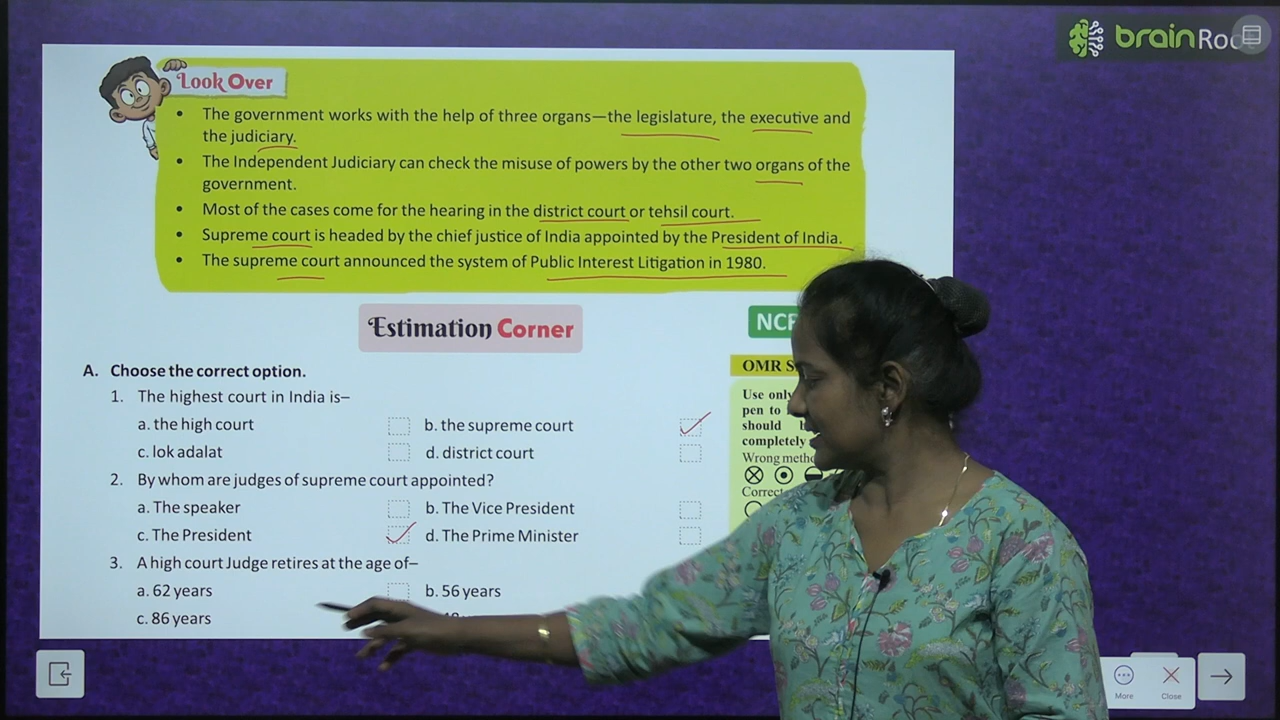 brainRo
Look Over
• The government works with the help of three organs—the legislature, the executive and
the judiciary.
• The Independent Judiciary can check the misuse of powers by the other two organs of the
government.
• Most of the cases come for the hearing in the district court or tehsil court.
• Supreme court is headed by the chief justice of India appointed by the President of India.
• The supreme court announced the system of Public Interest Litigation in 1980.
Estimation Corner
A. Choose the correct option.
1. The highest court in India is–
a. the high court b. the supreme court
c. lok adalat d. district court
2. By whom are judges of supreme court appointed?
a. The speaker b. The Vice President
c. The President d. The Prime Minister
3. A high court Judge retires at the age of–
a. 62 years b. 56 years
c. 86 years
OMR
Use only
pen to
should
completely
Wrong
More
Close